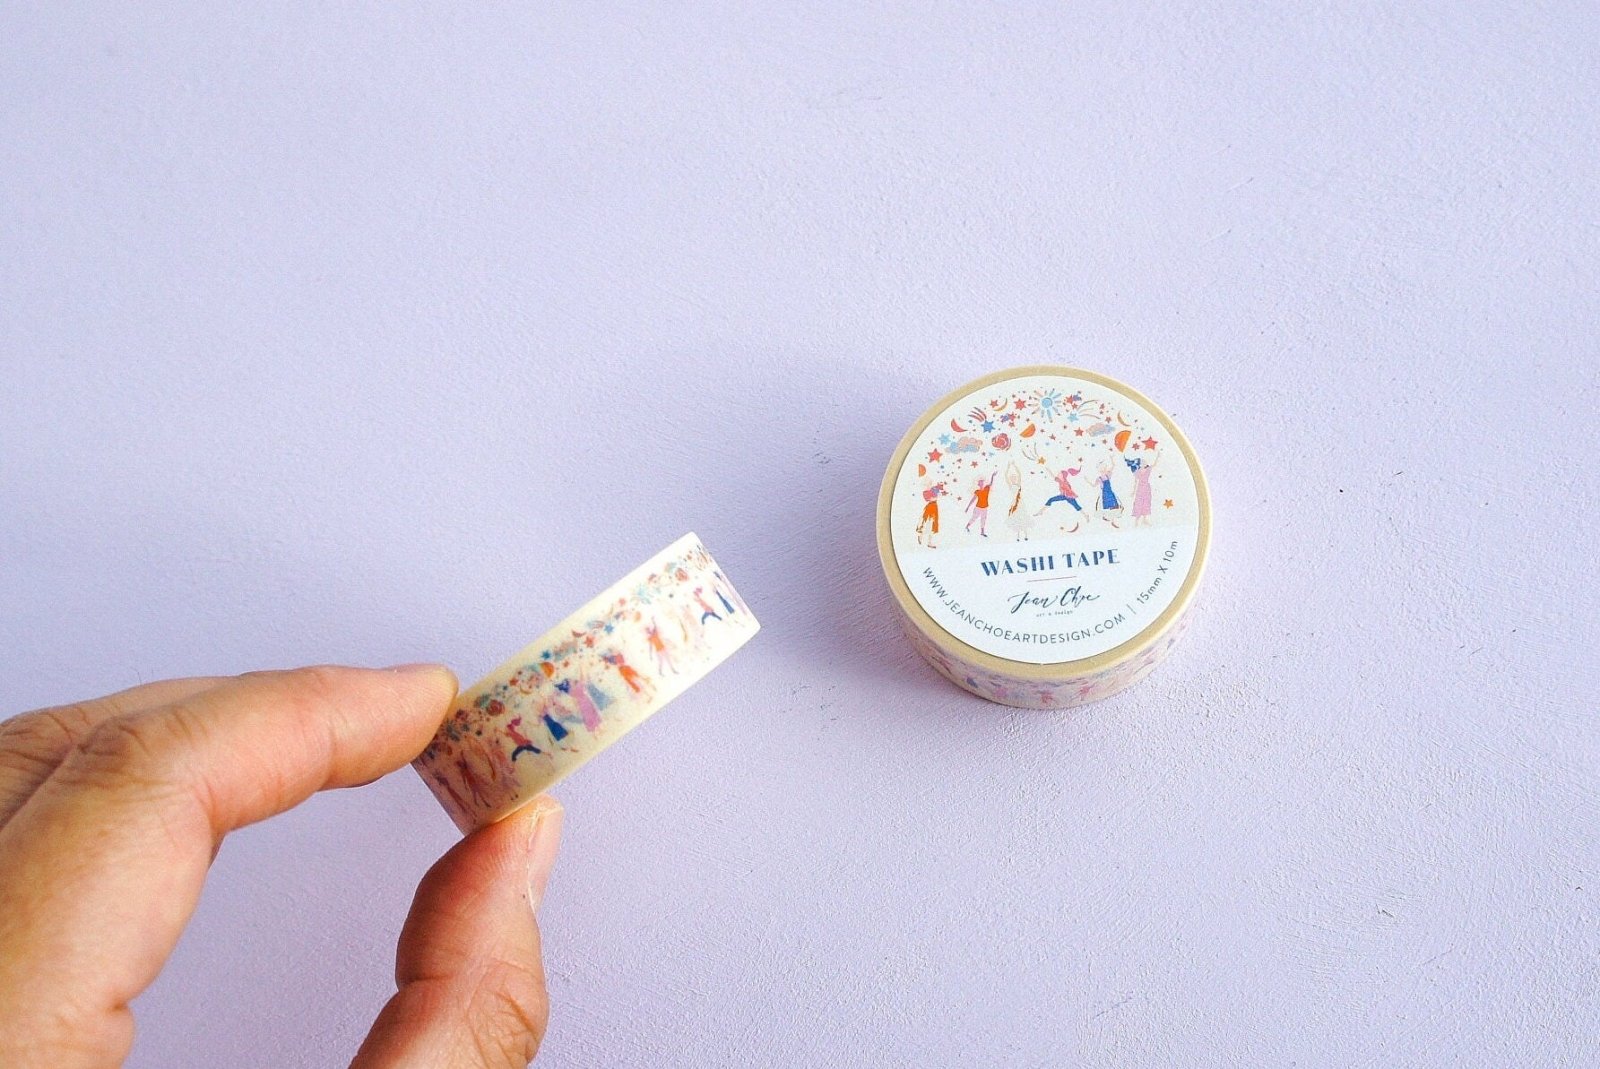 WASHI TAPE
Jean Choe
art & design
WWW.JEANCHOEARTDESIGN.COM | 15mm X 10m